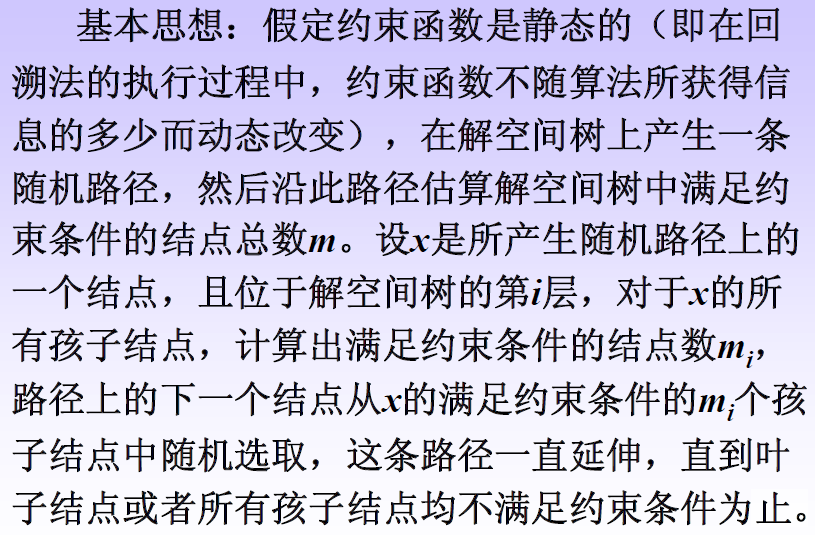 基本思想：假定约束函数是静态的（即在回
溯法的执行过程中，约束函数不随算法所获得信
息的多少而动态改变），在解空间树上产生一条
随机路径，然后沿此路径估算解空间树中满足约
束条件的结点总数m。设x是所产生随机路径上的
一个结点，且位于解空间树的第i层，对于x的所
有孩子结点，计算出满足约束条件的结点数mi，
路径上的下一个结点从x的满足约束条件的mi个孩
子结点中随机选取，这条路径一直延伸，直到叶
子结点或者所有孩子结点均不满足约束条件为止。